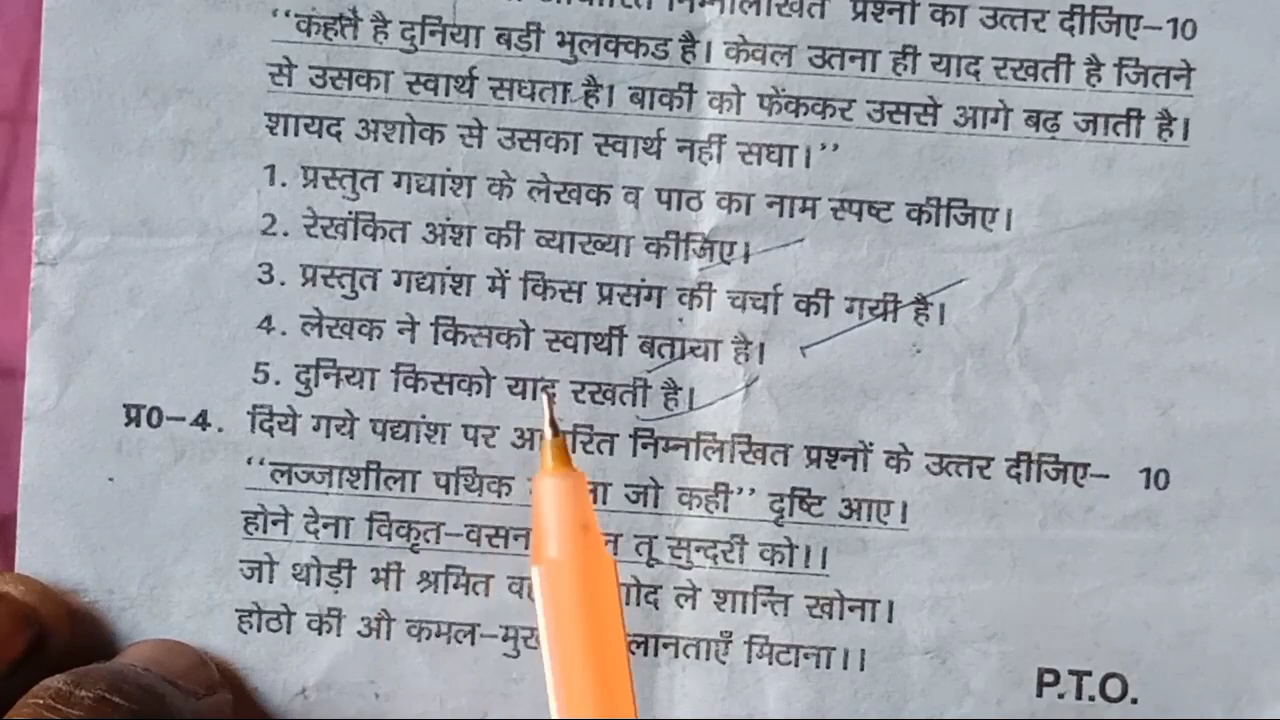 निम्नलिखित प्रश्नों का उत्तर दीजिए–10
‘‘कहते है दुनिया बडी भुलक्कड है। केवल उतना ही याद रखती है जितने
से उसका स्वार्थ सघता है। बाकी को फेंककर उससे आगे बढ़ जाती है।
शायद अशोक से उसका स्वार्थ नहीं सधा।’’
1. प्रस्तुत गद्यांश के लेखक व पाठ का नाम स्पष्ट कीजिए।
2. रेखंकित अंश की व्याख्या कीजिए।
3. प्रस्तुत गद्यांश में किस प्रसंग की चर्चा की गयी है।
4. लेखक ने किसको स्वार्थी बताया है।
5. दुनिया किसको याद रखती है।
प्र0–4. दिये गये पद्यांश पर आधारित निम्नलिखित प्रश्नों के उत्तर दीजिए– 10
‘‘लज्जाशीला पथिक जो कहीं’’ दृष्टि आए।
होने देना विकृत–वसन तू सुन्दरी को।।
जो थोड़ी भी श्रमित गोद ले शान्ति खोना।
होठो की औ कमल–मुख मिटाना।।
P.T.O.